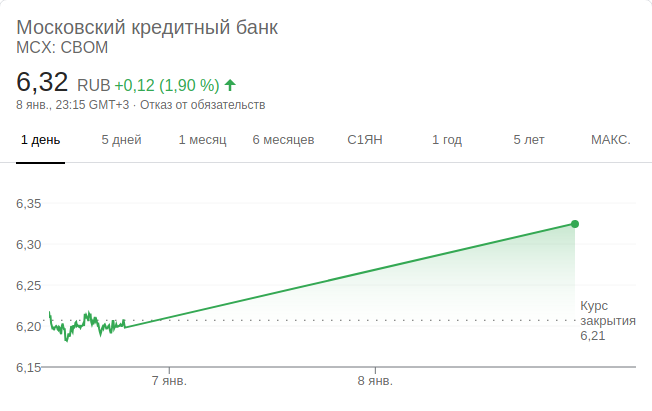 Московский кредитный банк
MCX: CBOM
6,32 RUB +0,12 (1,90 %)
8 янв., 23:15 GMT+3 · Отказ от обязательств
1 день 5 дней 1 месяц 6 месяцев С1ЯН 1 год 5 лет МАКС.
6,35
6,30
6,25
6,20
6,15
Курс
закрытия
6,21
7 янв. 8 янв.